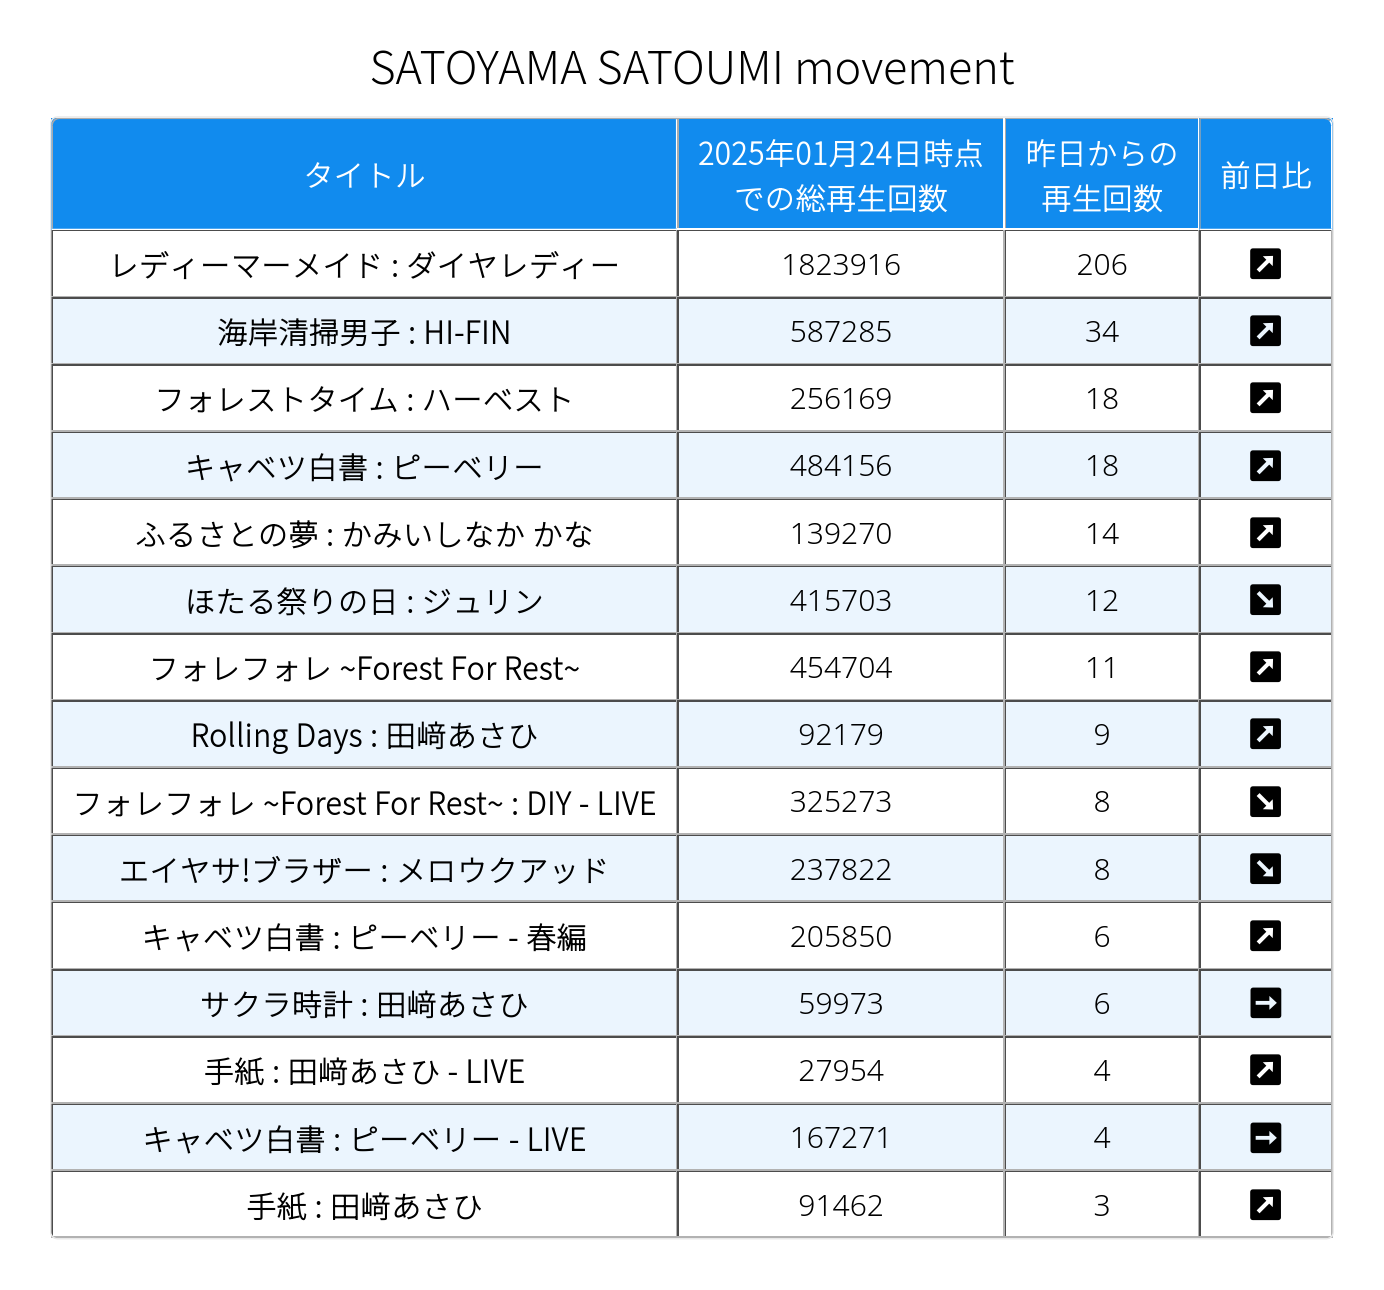 SATOYAMA SATOUMI movement
タイトル
2025年01月24日時点
での総再生回数
昨日からの
再生回数
前日比
レディーマーメイド : ダイヤレディー 1823916 206
海岸清掃男子 : HI-FIN 587285 34
フォレストタイム : ハーベスト 256169 18
キャベツ白書 : ピーベリー 484156 18
ふるさとの夢 : かみいしなか かな 139270 14
ほたる祭りの日 : ジュリン 415703 12
フォレフォレ ~Forest For Rest~ 454704 11
Rolling Days : 田﨑あさひ 92179 9
フォレフォレ ~Forest For Rest~ : DIY - LIVE 325273 8
エイヤサ!ブラザー : メロウクアッド 237822 8
キャベツ白書 : ピーベリー - 春編 205850 6
サクラ時計 : 田﨑あさひ 59973 6
手紙 : 田﨑あさひ - LIVE 27954 4
キャベツ白書 : ピーベリー - LIVE 167271 4
手紙 : 田﨑あさひ 91462 3